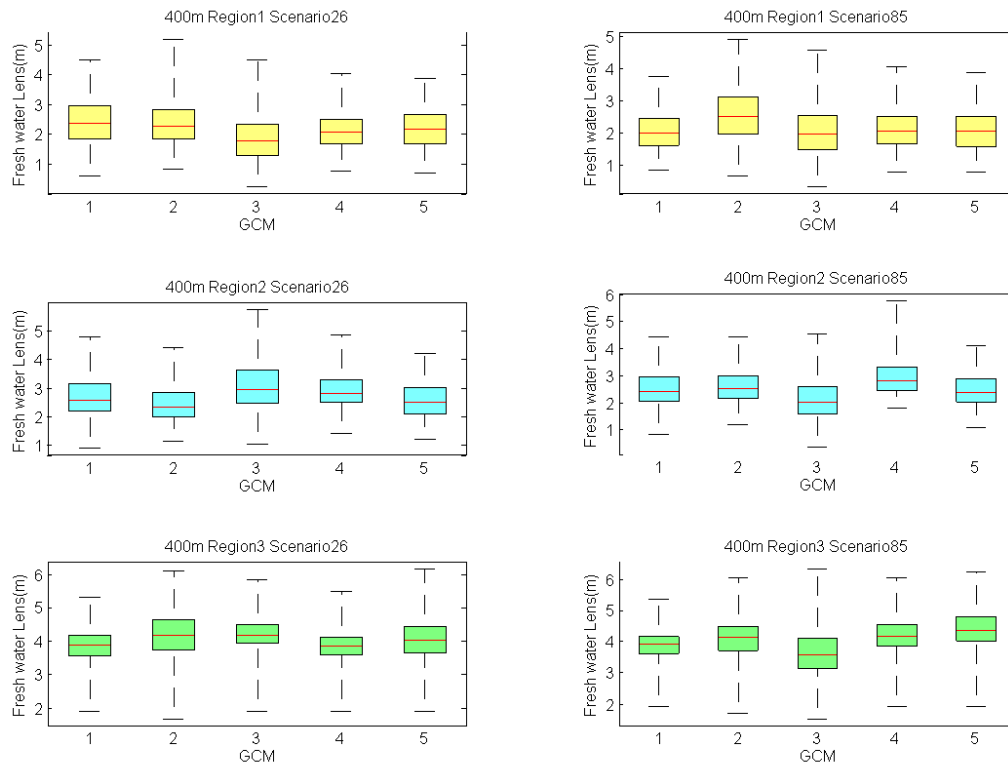 400m Region1 Scenario26
Fresh water Lens(m)
5
4
3
2
1
1 2 3 4 5
GCM
400m Region1 Scenario85
Fresh water Lens(m)
5
4
3
2
1
1 2 3 4 5
GCM
400m Region2 Scenario26
Fresh water Lens(m)
5
4
3
2
1
1 2 3 4 5
GCM
400m Region2 Scenario85
Fresh water Lens(m)
6
5
4
3
2
1
1 2 3 4 5
GCM
400m Region3 Scenario26
Fresh water Lens(m)
6
5
4
3
2
1 2 3 4 5
GCM
400m Region3 Scenario85
Fresh water Lens(m)
6
5
4
3
2
1 2 3 4 5
GCM